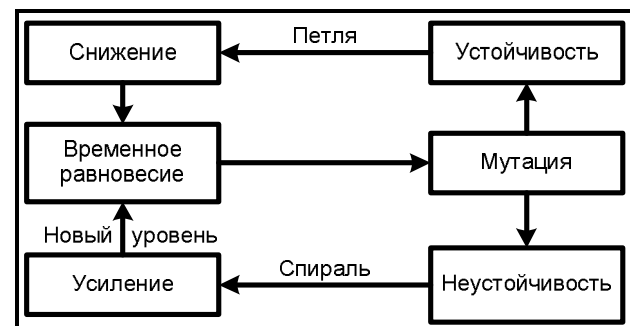 Снижение
Петля
Устойчивость
Временное
равновесие
Мутация
Новый уровень
Усиление
Спираль
Неустойчивость